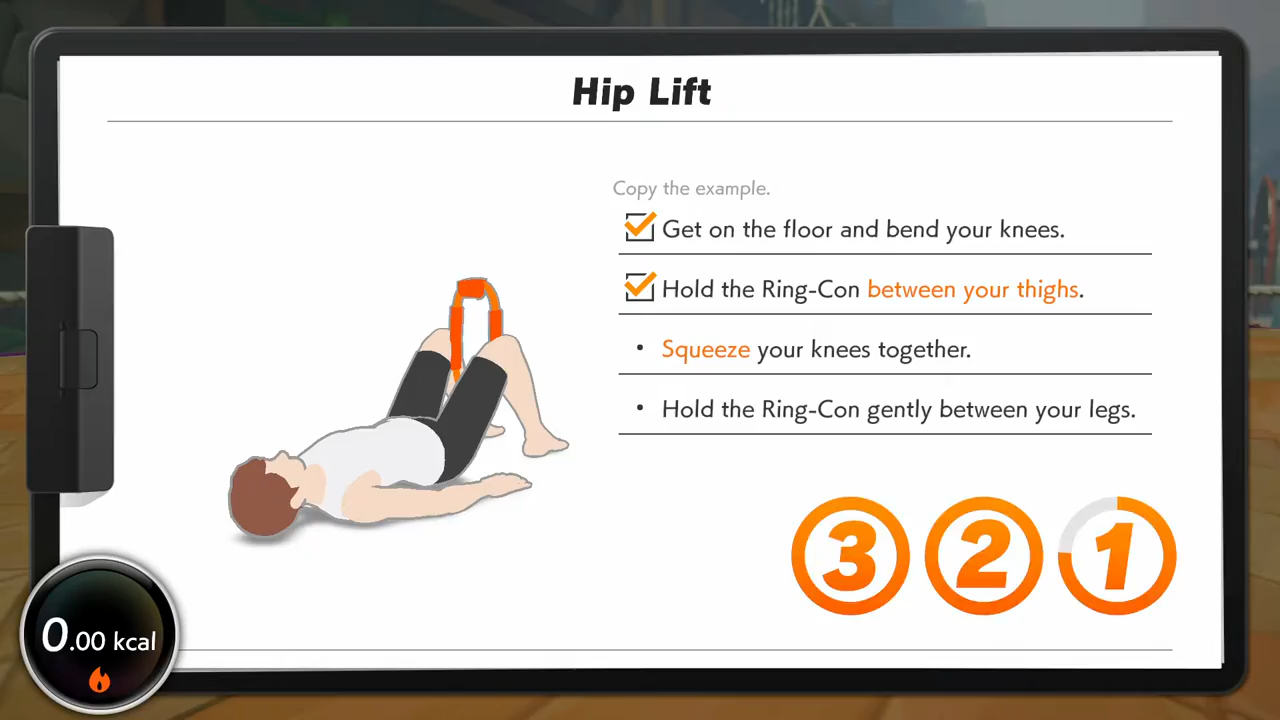 Hip Lift
Copy the example.
Get on the floor and bend your knees.
Hold the Ring-Con between your thighs.
• Squeeze your knees together.
• Hold the Ring-Con gently between your legs.
3 2 1
0.00 kcal